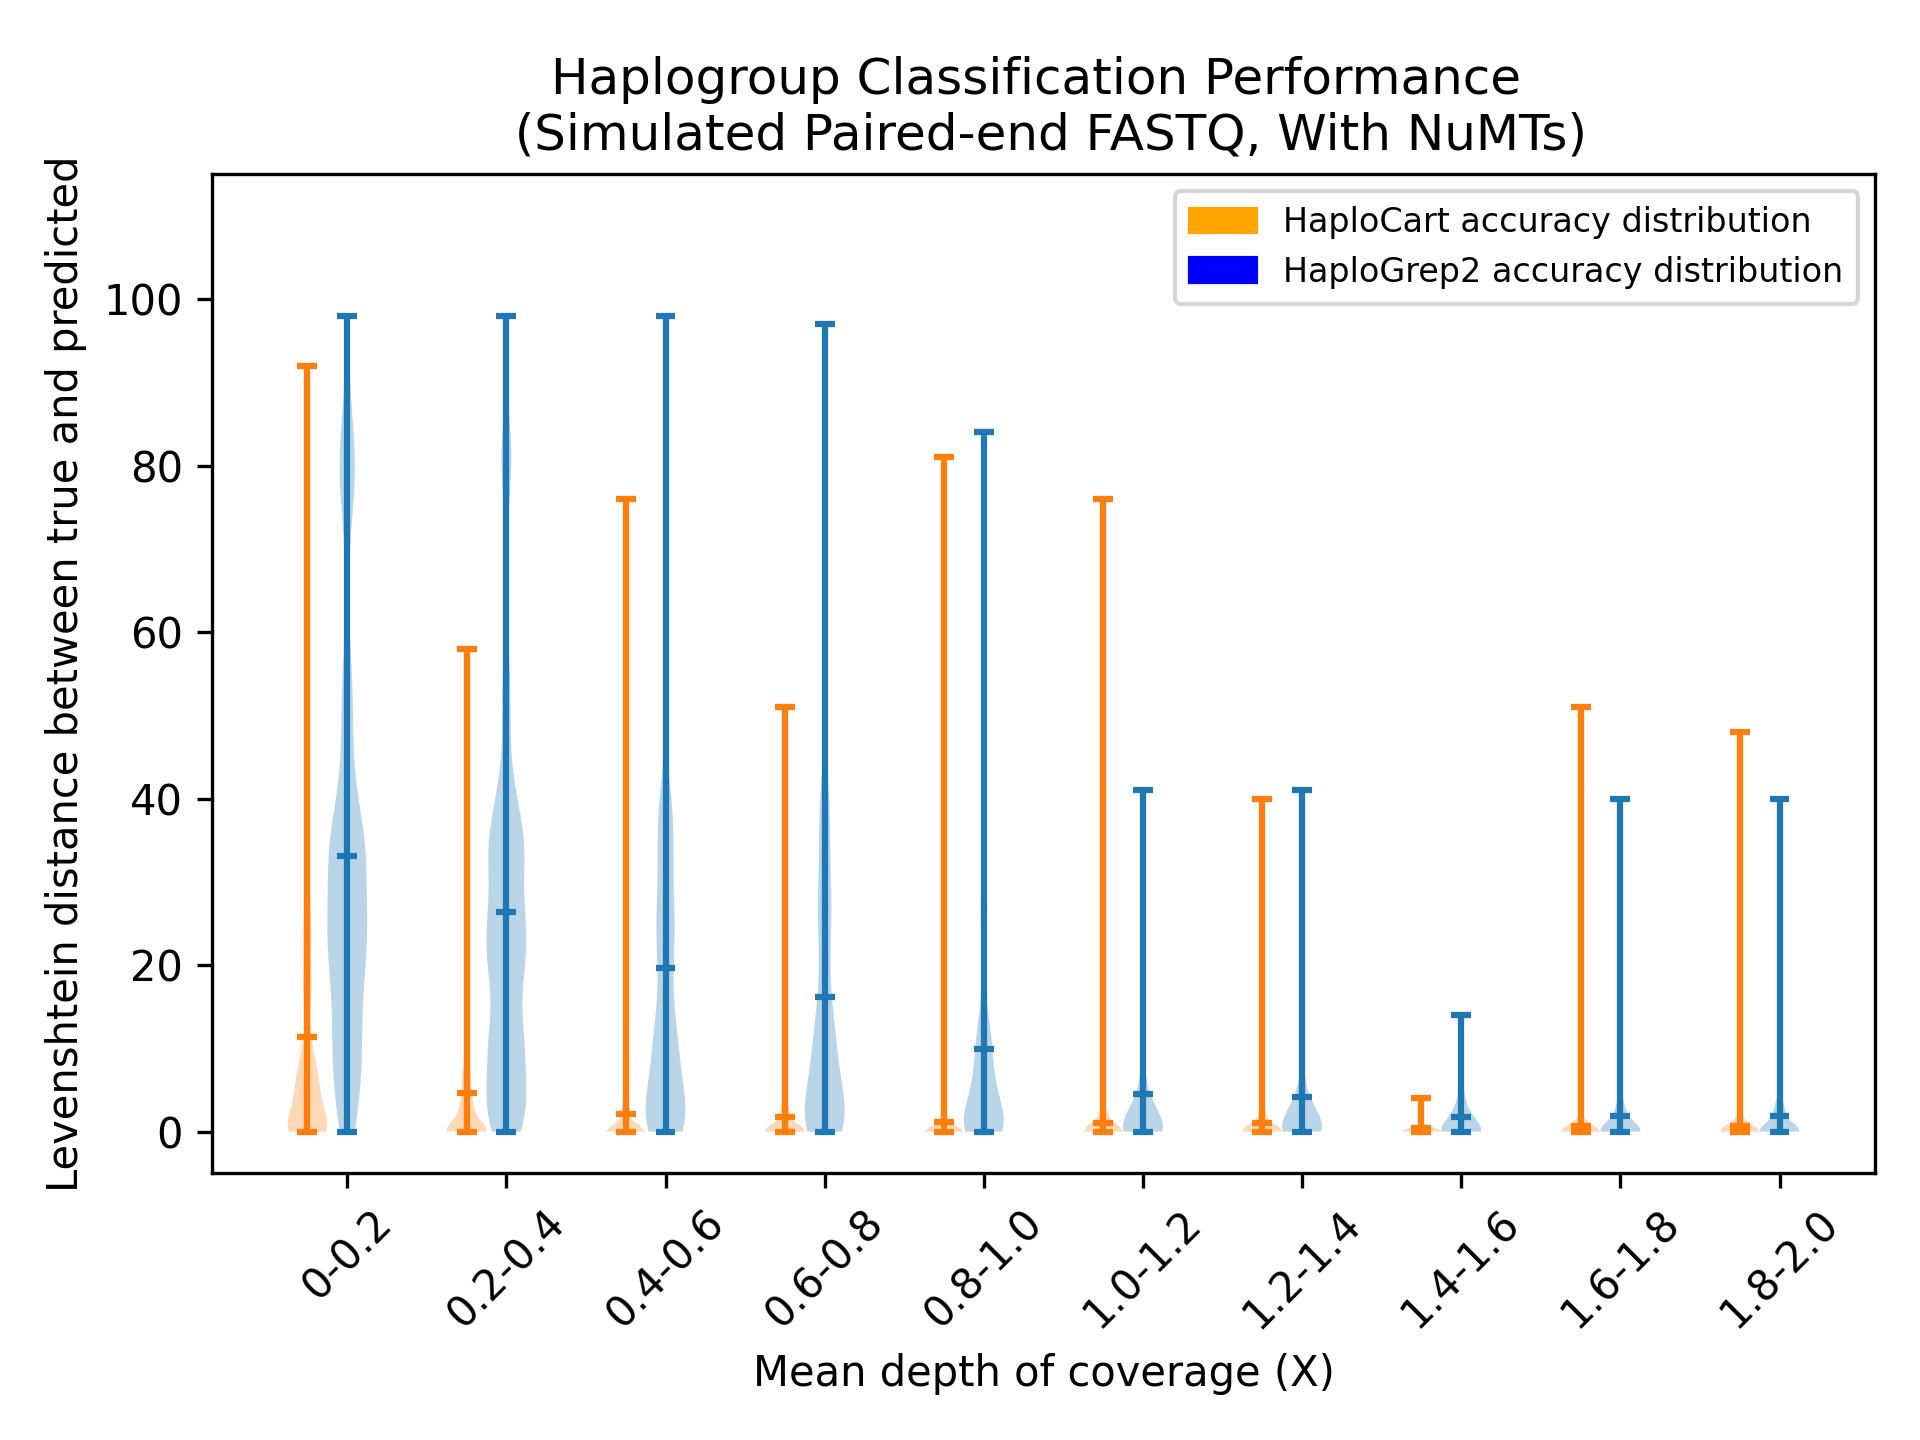 Haplogroup Classification Performance
(Simulated Paired-end FASTQ, With NuMTs)
HaploCart accuracy distribution
HaploGrep2 accuracy distribution
Levenshtein distance between true and predicted
100
80
60
40
20
0
0-0.2
0.2-0.4
0.4-0.6
0.6-0.8
0.8-1.0
1.0-1.2
1.2-1.4
1.4-1.6
1.6-1.8
1.8-2.0
Mean depth of coverage (X)